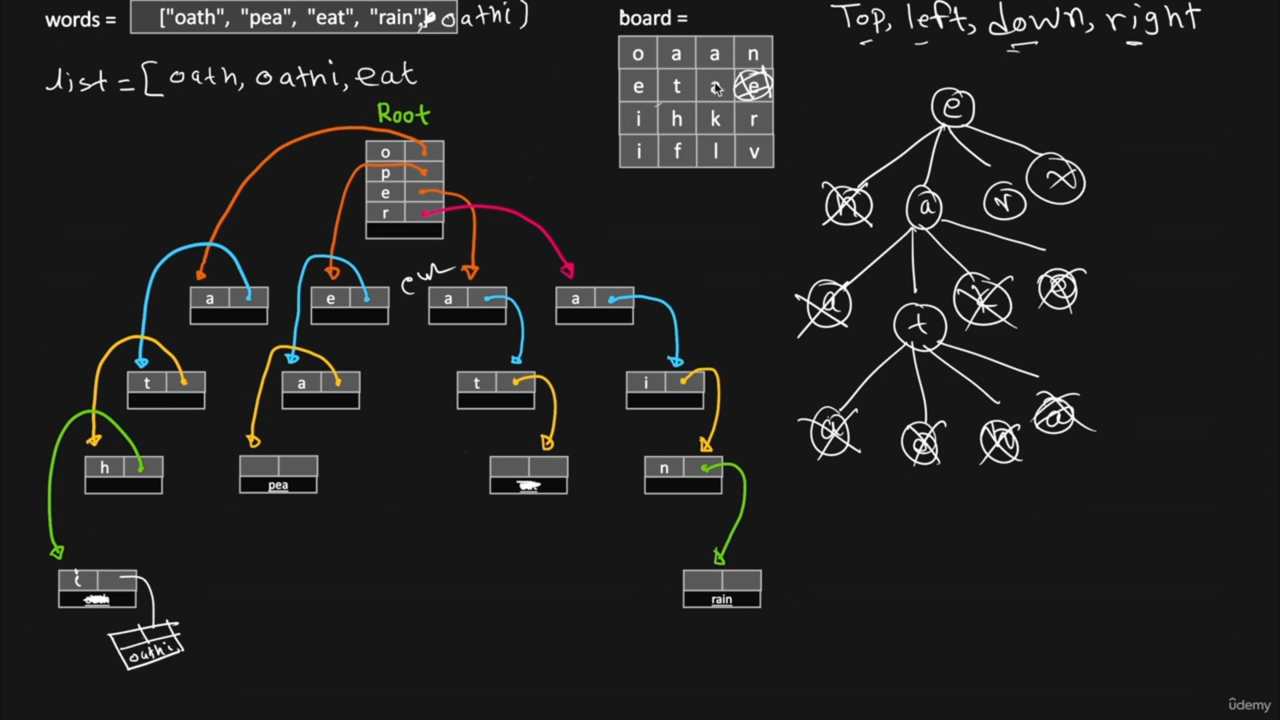 words = ["oath", "pea", "eat", "rain", oathi]
list = [oath, oathi, eat
Root
o
p
e
r
a
e
a
a
t
a
t
i
h
pea
n
i
rain
oathi
board =
o a a n
e t a e
i h k r
i f l v
Top, left, down, right
e
n a r x
a t k e
a h a
ûdemy